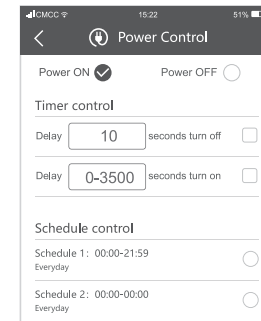 CMCC 15:22 51%
Power Control
Power ON Power OFF
Timer control
Delay 10 seconds turn off
Delay 0-3500 seconds turn on
Schedule control
Schedule 1: 00:00-21:59
Everyday
Schedule 2: 00:00-00:00
Everyday